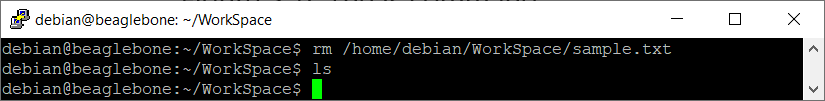 debian@beaglebone: ~/WorkSpace
debian@beaglebone:~/WorkSpace$ rm /home/debian/WorkSpace/sample.txt
debian@beaglebone:~/WorkSpace$ ls
debian@beaglebone:~/WorkSpace$